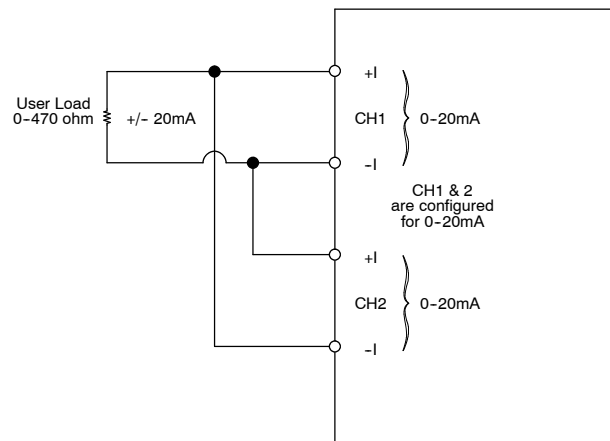 +I
User Load
0-470 ohm
+/- 20mA
CH1
0-20mA
-I
CH1 & 2
are configured
for 0-20mA
+I
CH2
0-20mA
-I